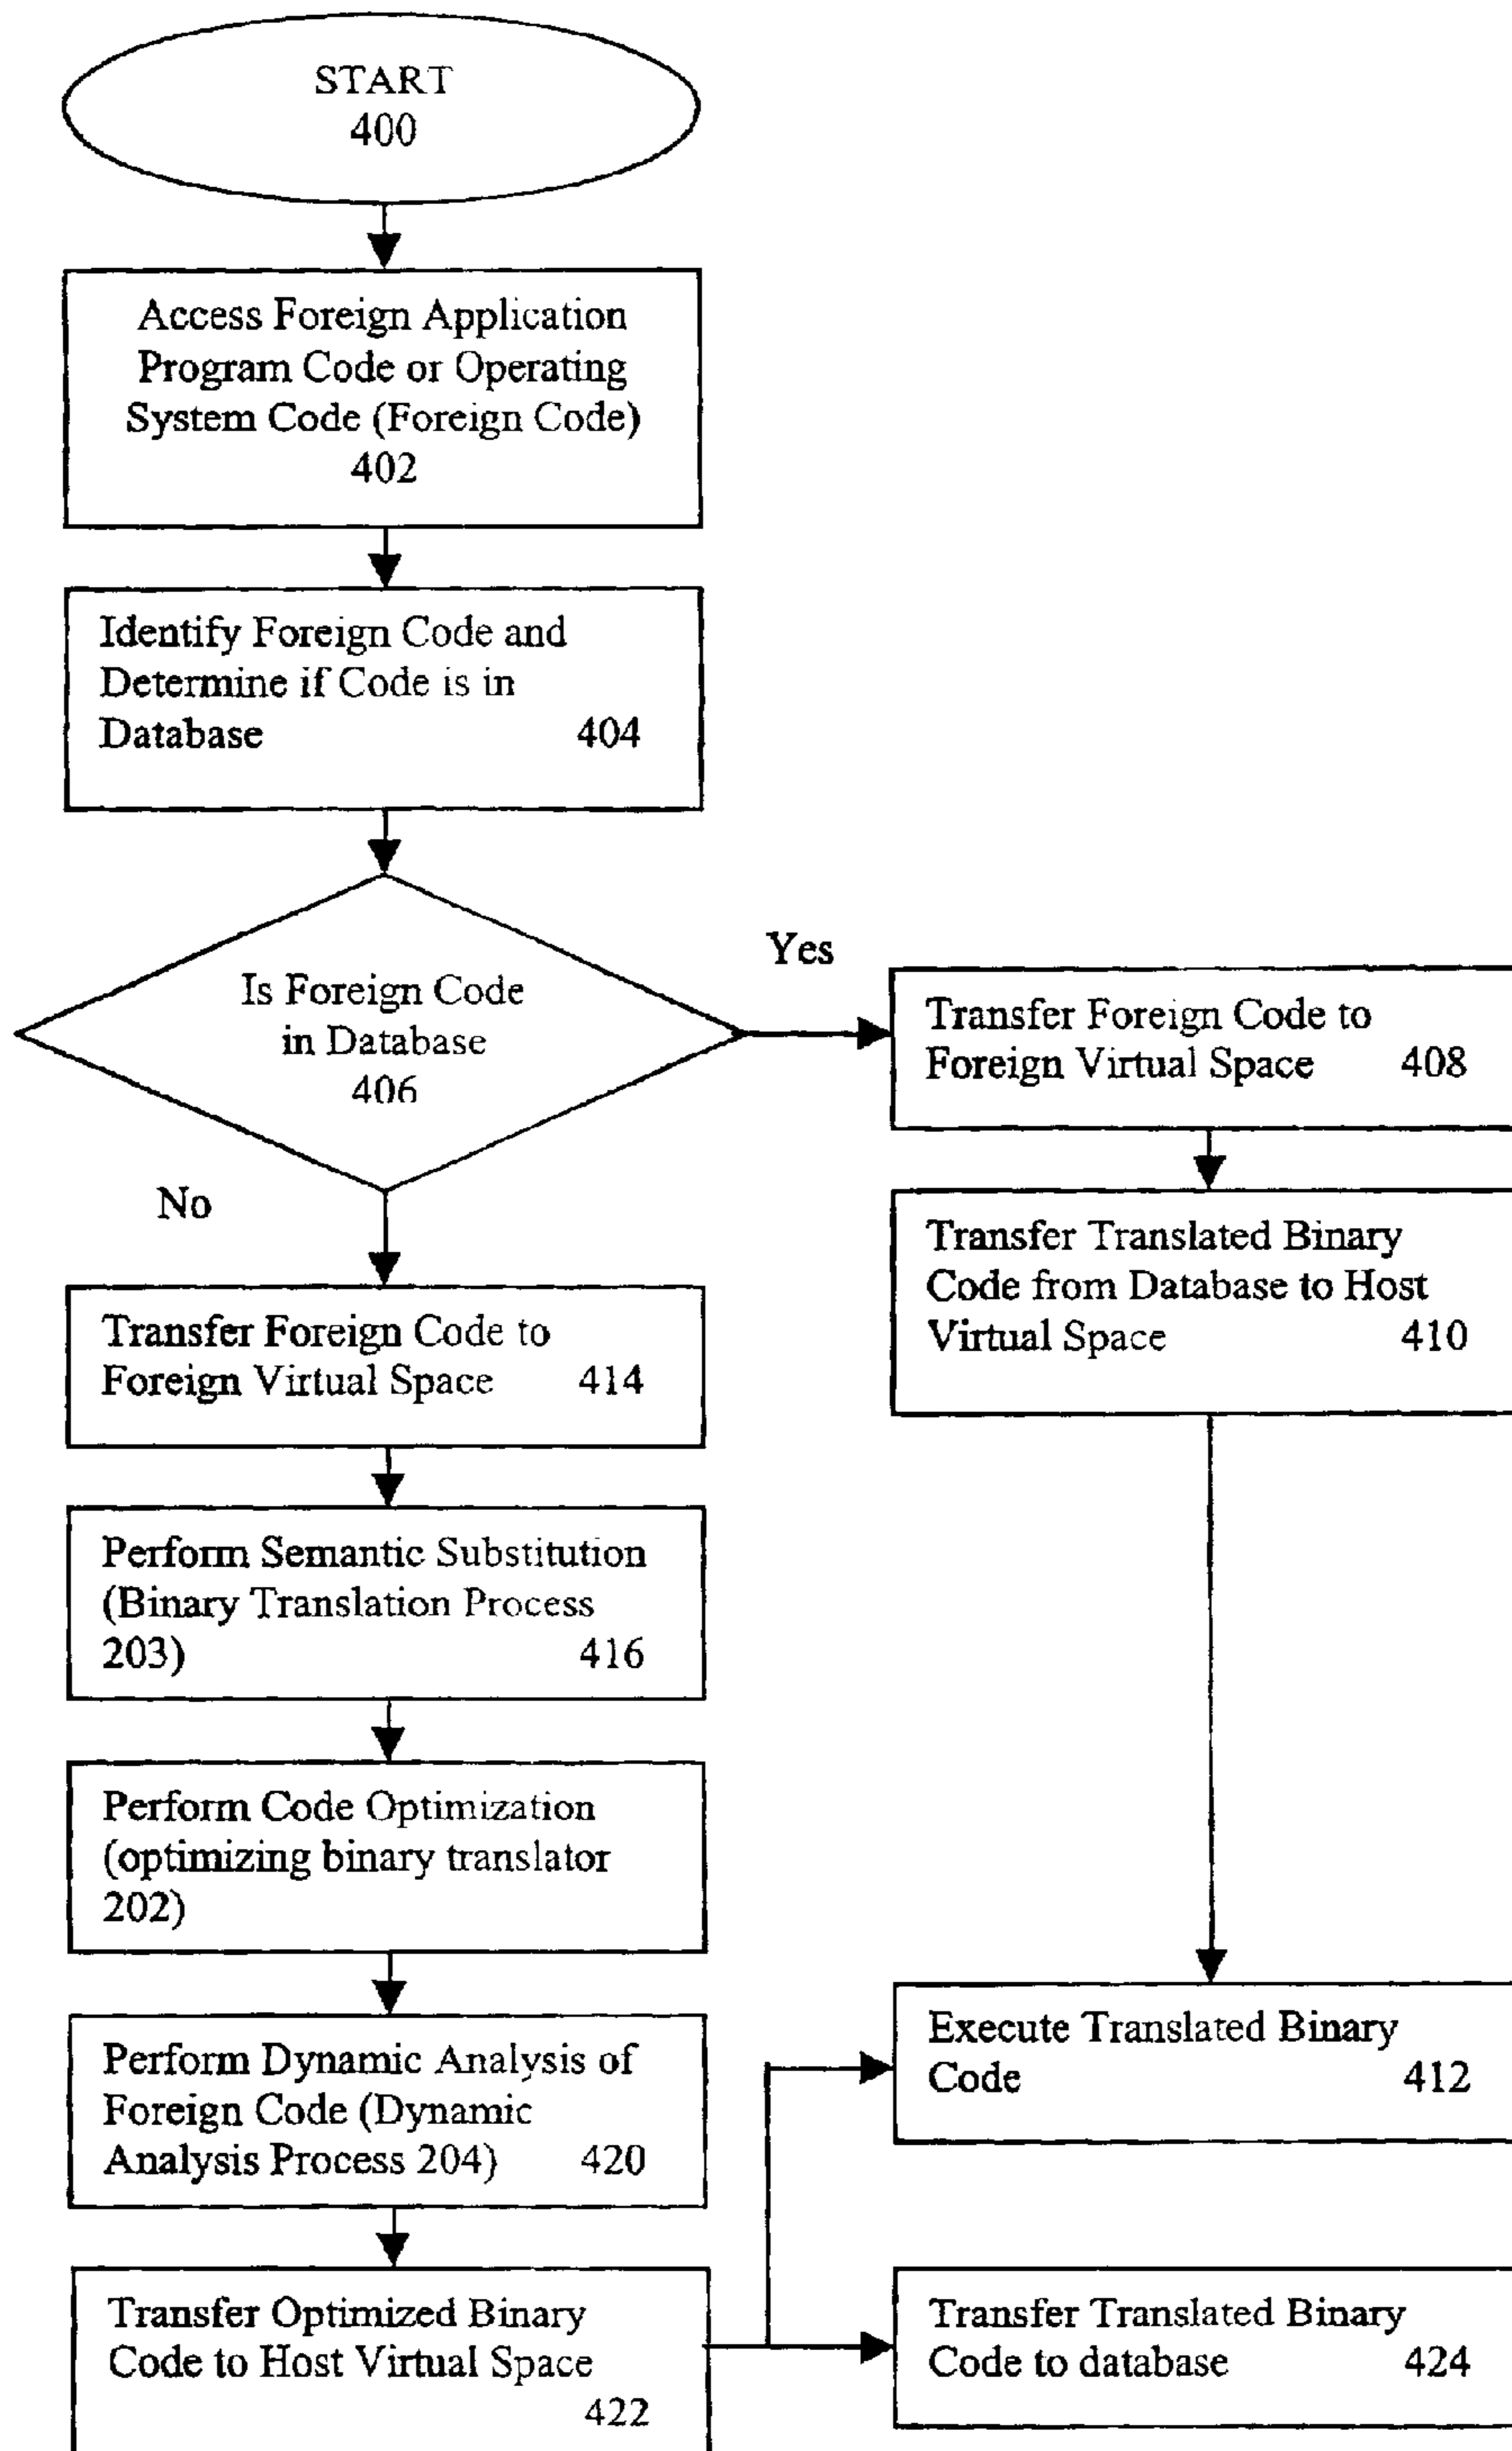 START
400
Access Foreign Application
Program Code or Operating
System Code (Foreign Code)
402
Identify Foreign Code and
Determine if Code is in
Database 404
Is Foreign Code
in Database
406
Yes
No
Transfer Foreign Code to
Foreign Virtual Space 408
Transfer Translated Binary
Code from Database to Host
Virtual Space 410
Transfer Foreign Code to
Foreign Virtual Space 414
Perform Semantic Substitution
(Binary Translation Process
203) 416
Perform Code Optimization
(optimizing binary translator
202)
Perform Dynamic Analysis of
Foreign Code (Dynamic
Analysis Process 204) 420
Execute Translated Binary
Code 412
Transfer Optimized Binary
Code to Host Virtual Space
422
Transfer Translated Binary
Code to database 424